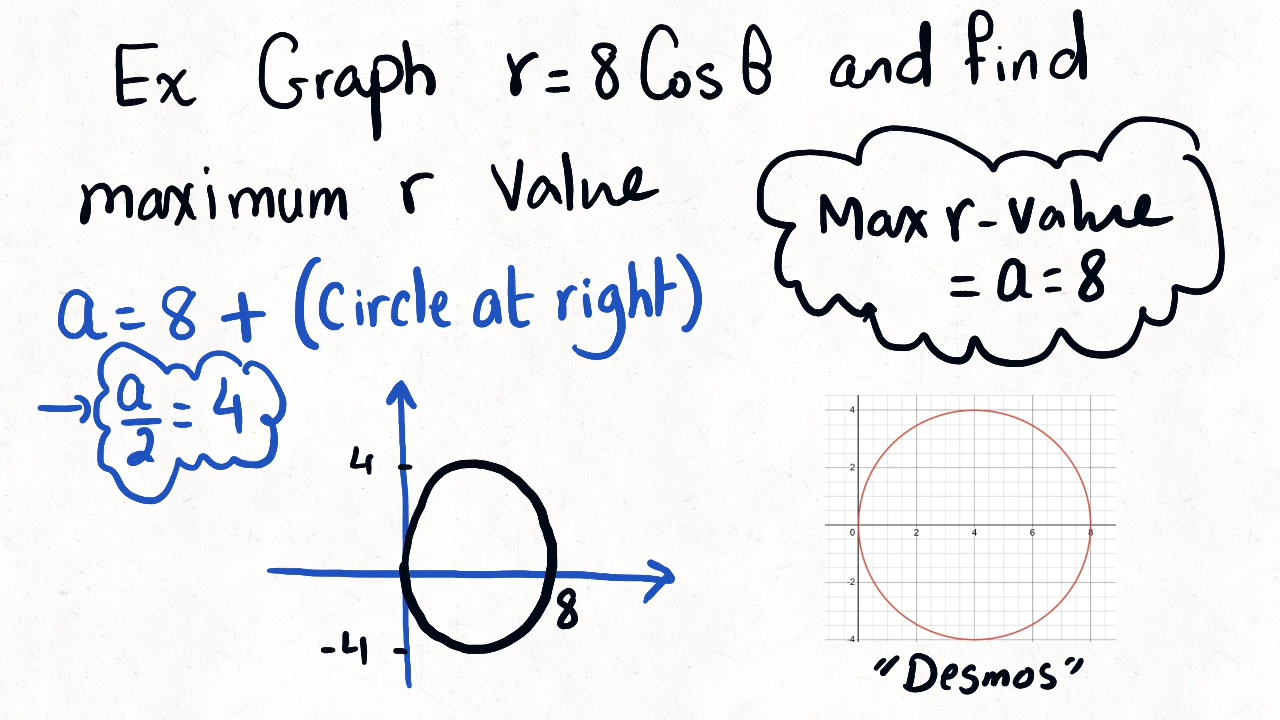 Ex Graph r = 8 Cos θ and find
maximum r Value
Max r-value
= a = 8
a = 8 + (Circle at right)
→ a/2 = 4
4
8
-4
4
2
0 2 4 6 8
-2
-4
"Desmos"